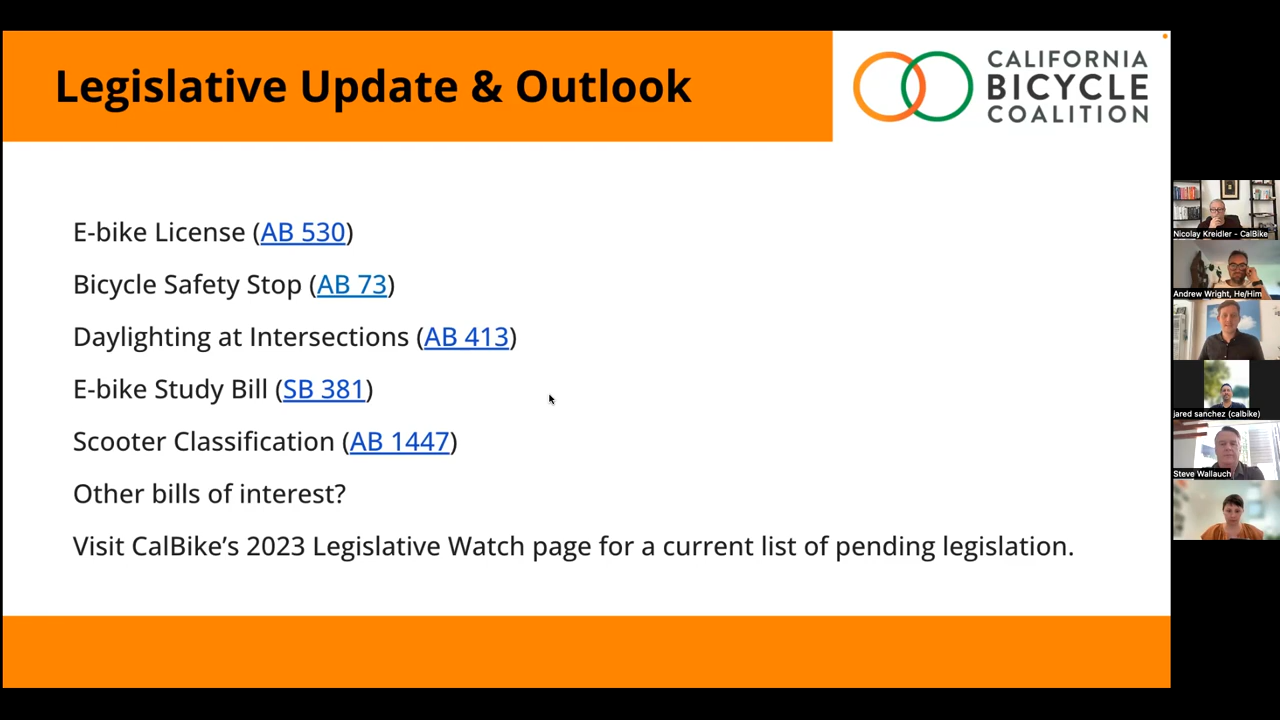 Legislative Update & Outlook
CALIFORNIA
BICYCLE
COALITION
E-bike License (AB 530)
Bicycle Safety Stop (AB 73)
Daylighting at Intersections (AB 413)
E-bike Study Bill (SB 381)
Scooter Classification (AB 1447)
Other bills of interest?
Visit CalBike’s 2023 Legislative Watch page for a current list of pending legislation.
Nicolay Kreidler - CalBike
Andrew Wright, He/Him
jared sanchez (calbike)
Steve Wallauch